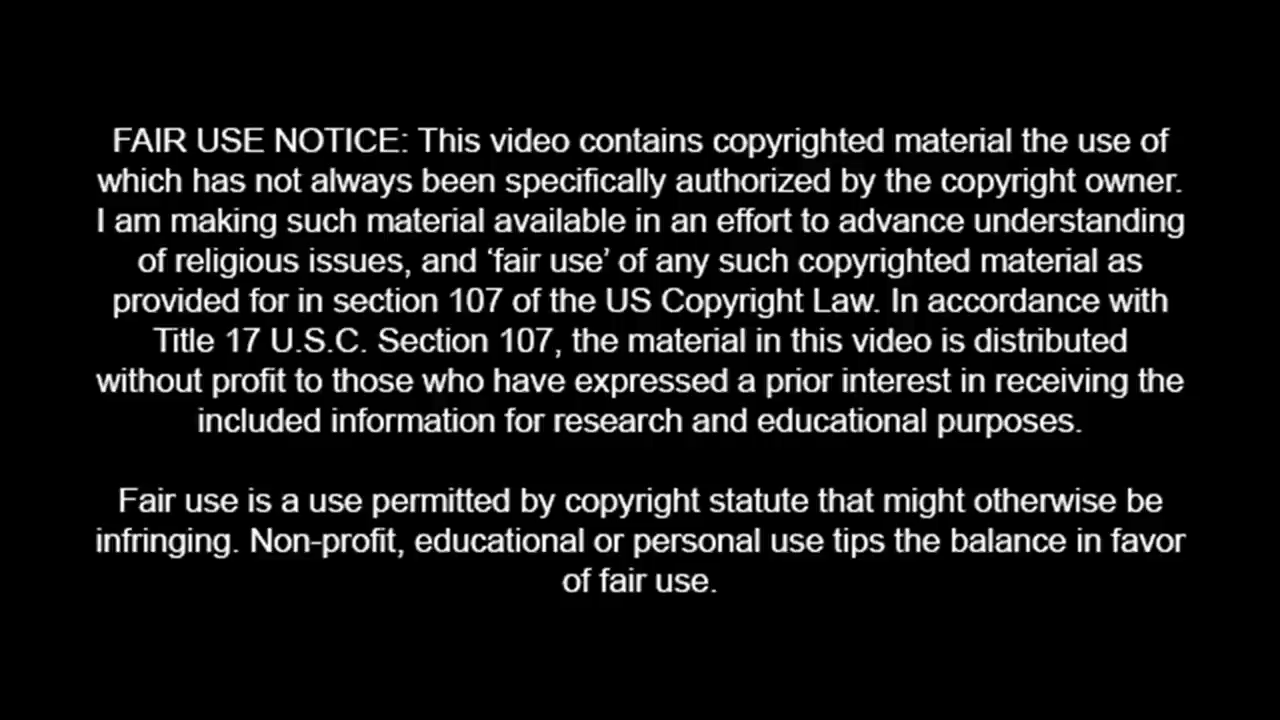 FAIR USE NOTICE: This video contains copyrighted material the use of
which has not always been specifically authorized by the copyright owner.
I am making such material available in an effort to advance understanding
of religious issues, and ‘fair use’ of any such copyrighted material as
provided for in section 107 of the US Copyright Law. In accordance with
Title 17 U.S.C. Section 107, the material in this video is distributed
without profit to those who have expressed a prior interest in receiving the
included information for research and educational purposes.
Fair use is a use permitted by copyright statute that might otherwise be
infringing. Non-profit, educational or personal use tips the balance in favor
of fair use.